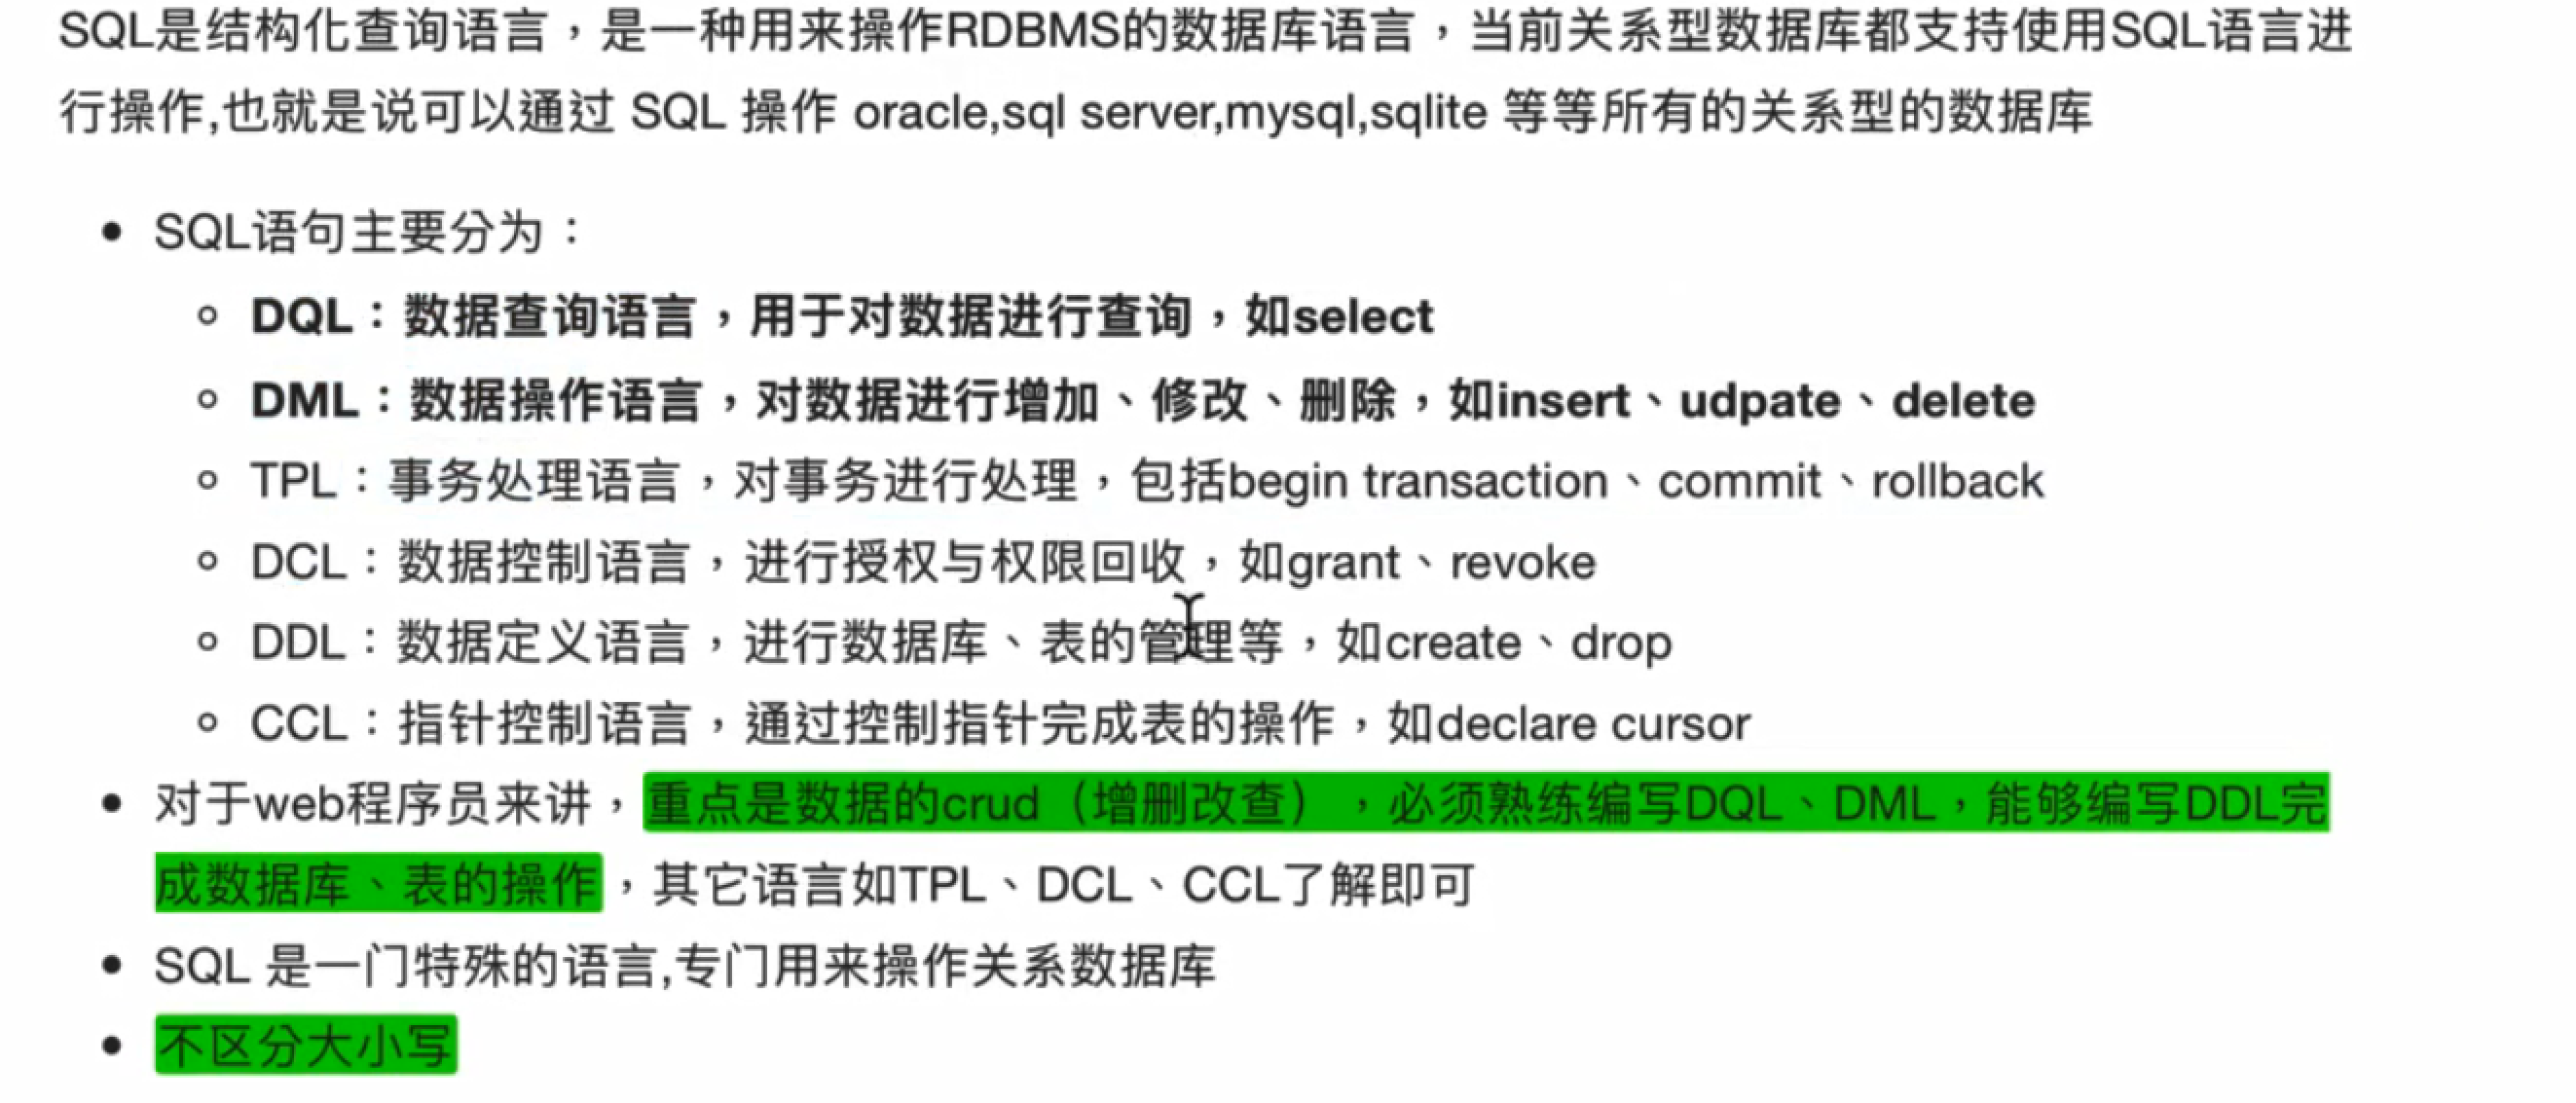 SQL是结构化查询语言，是一种用来操作RDBMS的数据库语言，当前关系型数据库都支持使用SQL语言进
行操作,也就是说可以通过 SQL 操作 oracle,sql server,mysql,sqlite 等等所有的关系型的数据库
SQL语句主要分为：
DQL：数据查询语言，用于对数据进行查询，如select
DML：数据操作语言，对数据进行增加、修改、删除，如insert、udpate、delete
TPL：事务处理语言，对事务进行处理，包括begin transaction、commit、rollback
DCL：数据控制语言，进行授权与权限回收，如grant、revoke
DDL：数据定义语言，进行数据库、表的管理等，如create、drop
CCL：指针控制语言，通过控制指针完成表的操作，如declare cursor
对于web程序员来讲，重点是数据的crud（增删改查），必须熟练编写DQL、DML，能够编写DDL完
成数据库、表的操作，其它语言如TPL、DCL、CCL了解即可
SQL 是一门特殊的语言,专门用来操作关系数据库
不区分大小写